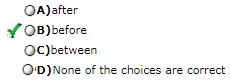 A)after
B)before
C)between
D)None of the choices are correct